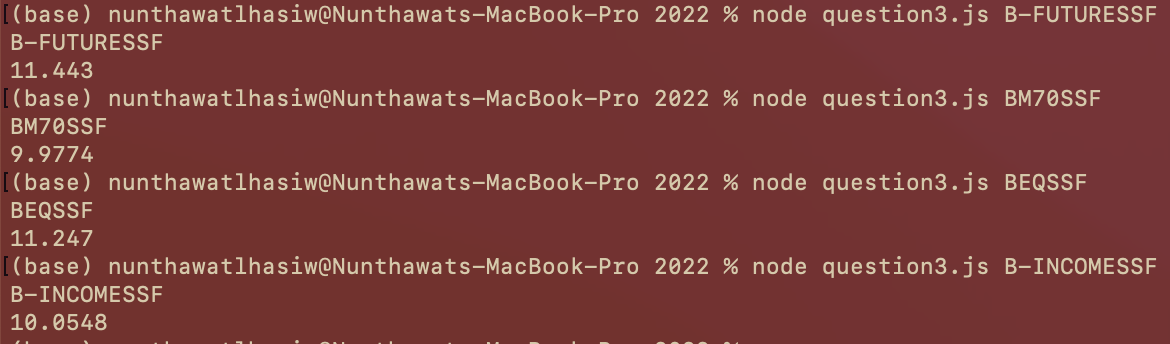 [(base) nunthawatlhasiw@Nunthawats-MacBook-Pro 2022 % node question3.js B-FUTURESSF
B-FUTURESSF
11.443
[(base) nunthawatlhasiw@Nunthawats-MacBook-Pro 2022 % node question3.js BM70SSF
BM70SSF
9.9774
[(base) nunthawatlhasiw@Nunthawats-MacBook-Pro 2022 % node question3.js BEQSSF
BEQSSF
11.247
[(base) nunthawatlhasiw@Nunthawats-MacBook-Pro 2022 % node question3.js B-INCOMESSF
B-INCOMESSF
10.0548